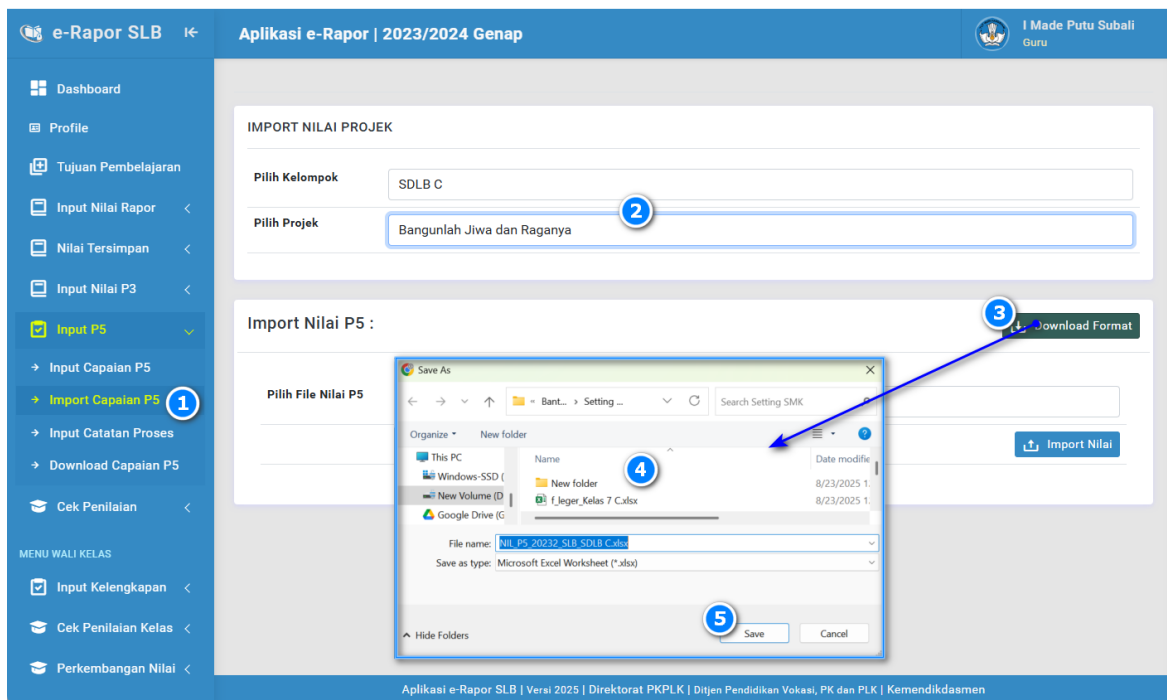 e-Rapor SLB
Aplikasi e-Rapor | 2023/2024 Genap
I Made Putu Subali
Guru
Dashboard
Profile
Tujuan Pembelajaran
Input Nilai Rapor
Nilai Tersimpan
Input Nilai P3
Input P5
Input Capaian P5
Import Capaian P5
1
Input Catatan Proses
Download Capaian P5
Cek Penilaian
MENU WALI KELAS
Input Kelengkapan
Cek Penilaian Kelas
Perkembangan Nilai
IMPORT NILAI PROJEK
Pilih Kelompok
SDLB C
2
Pilih Projek
Bangunlah Jiwa dan Raganya
Import Nilai P5 :
3
Download Format
Pilih File Nilai P5
Import Nilai
Save As
« Bant... > Setting ...
Search Setting SMK
Organize
New folder
This PC
Windows-SSD (
New Volume (D
Google Drive (G
Name
Date modifie
4
New folder
8/23/2025 1
f_leger_Kelas 7 C.xlsx
8/23/2025 1
File name: NIL_P5_20232_SLB_SDLB C.xlsx
Save as type: Microsoft Excel Worksheet (*.xlsx)
Hide Folders
5
Save
Cancel
Aplikasi e-Rapor SLB | Versi 2025 | Direktorat PKPLK | Ditjen Pendidikan Vokasi, PK dan PLK | Kemendikdasmen